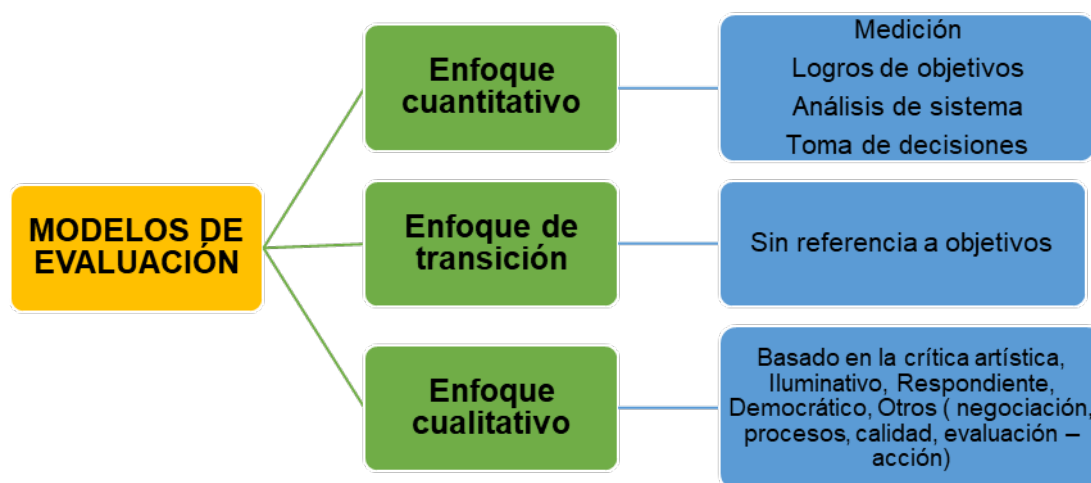 MODELOS DE
EVALUACIÓN
Enfoque
cuantitativo
Medición
Logros de objetivos
Análisis de sistema
Toma de decisiones
Enfoque de
transición
Sin referencia a objetivos
Enfoque
cualitativo
Basado en la crítica artística,
Iluminativo, Respondiente,
Democrático, Otros ( negociación,
procesos, calidad, evaluación –
acción)